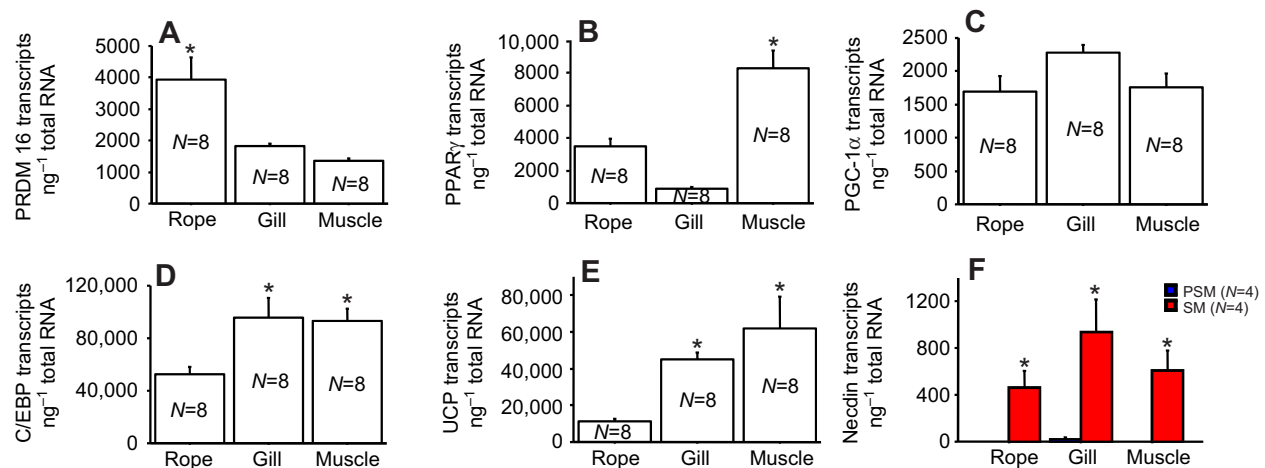 A
PRDM 16 transcripts
ng⁻¹ total RNA
5000
4000
3000
2000
1000
0
*
N=8
N=8
N=8
Rope Gill Muscle
B
PPARγ transcripts
ng⁻¹ total RNA
10,000
8000
6000
4000
2000
0
*
N=8
N=8
N=8
Rope Gill Muscle
C
PGC-1α transcripts
ng⁻¹ total RNA
2500
2000
1500
1000
500
0
N=8
N=8
N=8
Rope Gill Muscle
D
C/EBP transcripts
ng⁻¹ total RNA
120,000
80,000
40,000
0
*
*
N=8
N=8
N=8
Rope Gill Muscle
E
UCP transcripts
ng⁻¹ total RNA
80,000
60,000
40,000
20,000
0
*
*
N=8
N=8
N=8
Rope Gill Muscle
F
Necdin transcripts
ng⁻¹ total RNA
1200
800
400
0
PSM (N=4)
SM (N=4)
*
*
*
Rope Gill Muscle